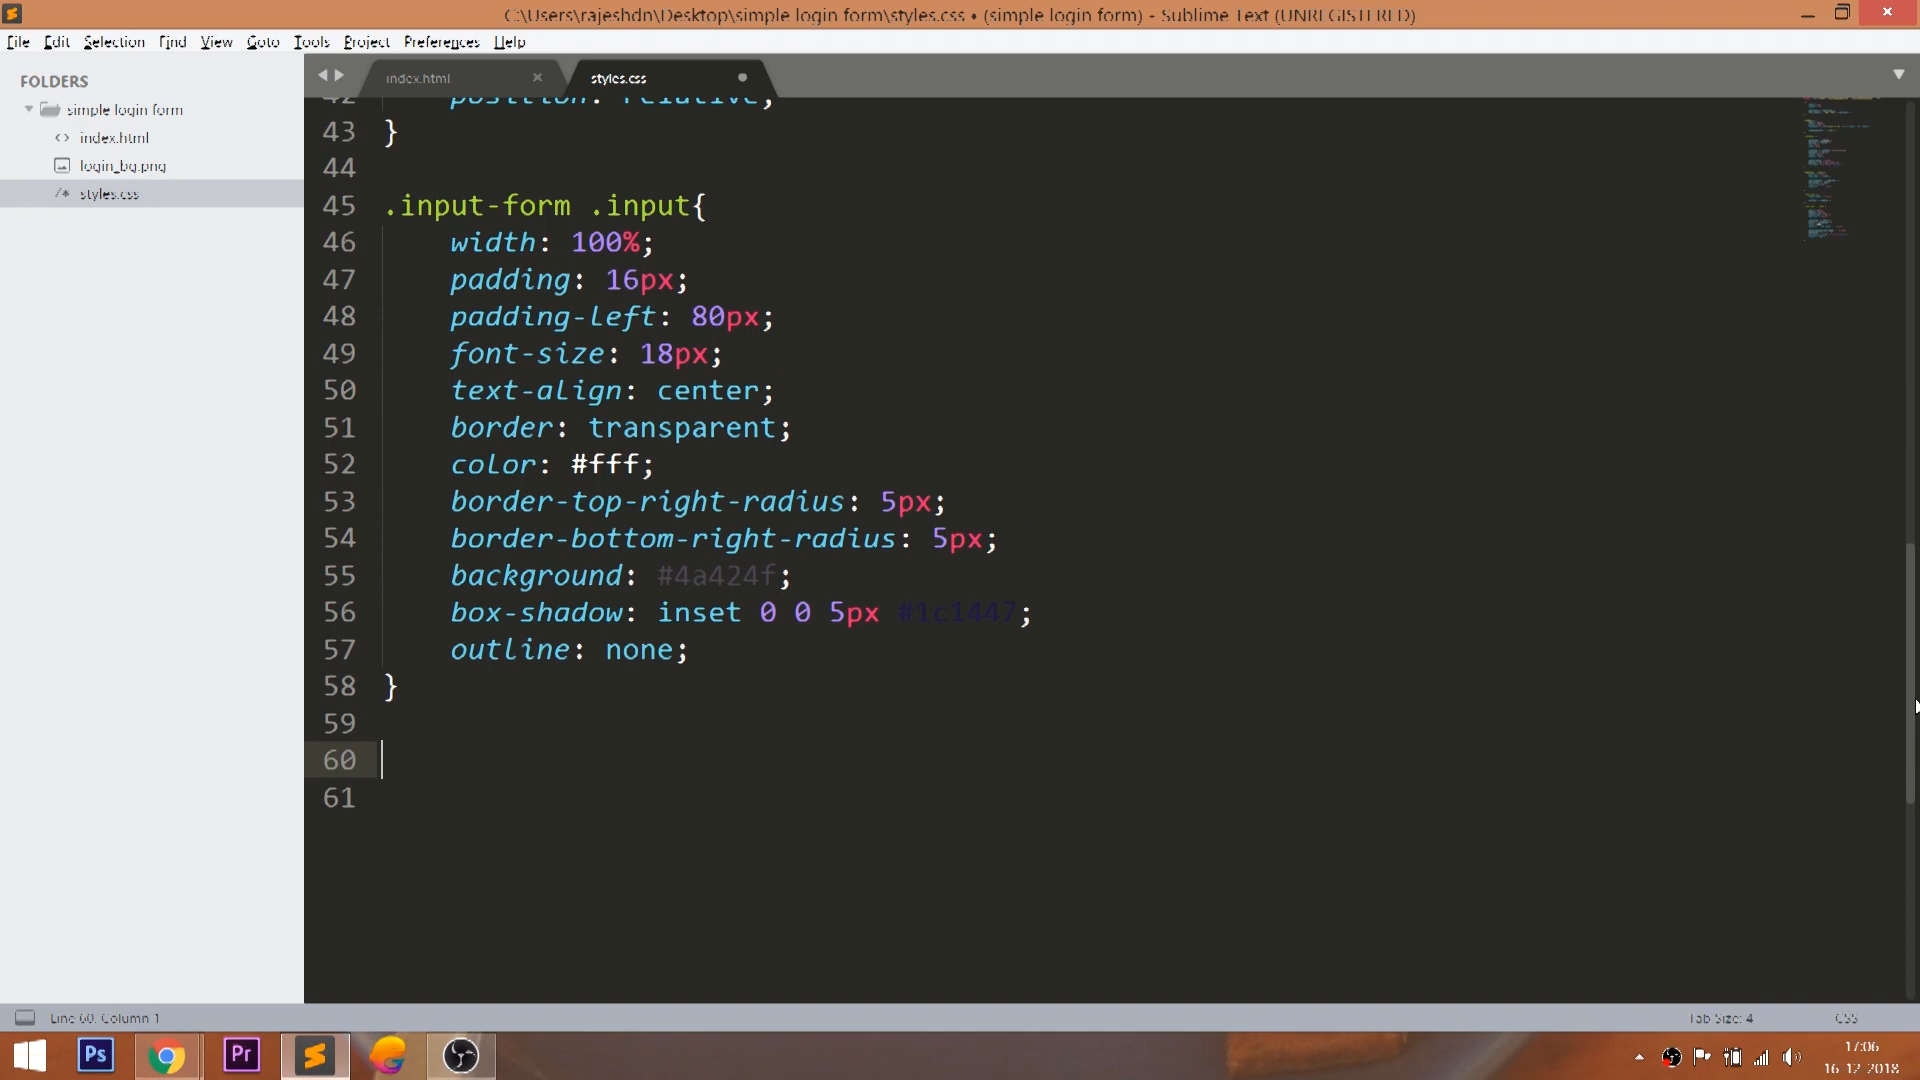 C:\Users\rajeshdn\Desktop\simple login form\styles.css • (simple login form) - Sublime Text (UNREGISTERED)
File Edit Selection Find View Goto Tools Project Preferences Help
FOLDERS
simple login form
index.html
login_bg.png
styles.css
index.html
styles.css
42 position: relative;
43 }
44
45 .input-form .input{
46 width: 100%;
47 padding: 16px;
48 padding-left: 80px;
49 font-size: 18px;
50 text-align: center;
51 border: transparent;
52 color: #fff;
53 border-top-right-radius: 5px;
54 border-bottom-right-radius: 5px;
55 background: #4a424f;
56 box-shadow: inset 0 0 5px #1c1447;
57 outline: none;
58 }
59
60
61
Line 60, Column 1
Tab Size: 4
CSS
Ps
Pr
17:06
16-12-2018